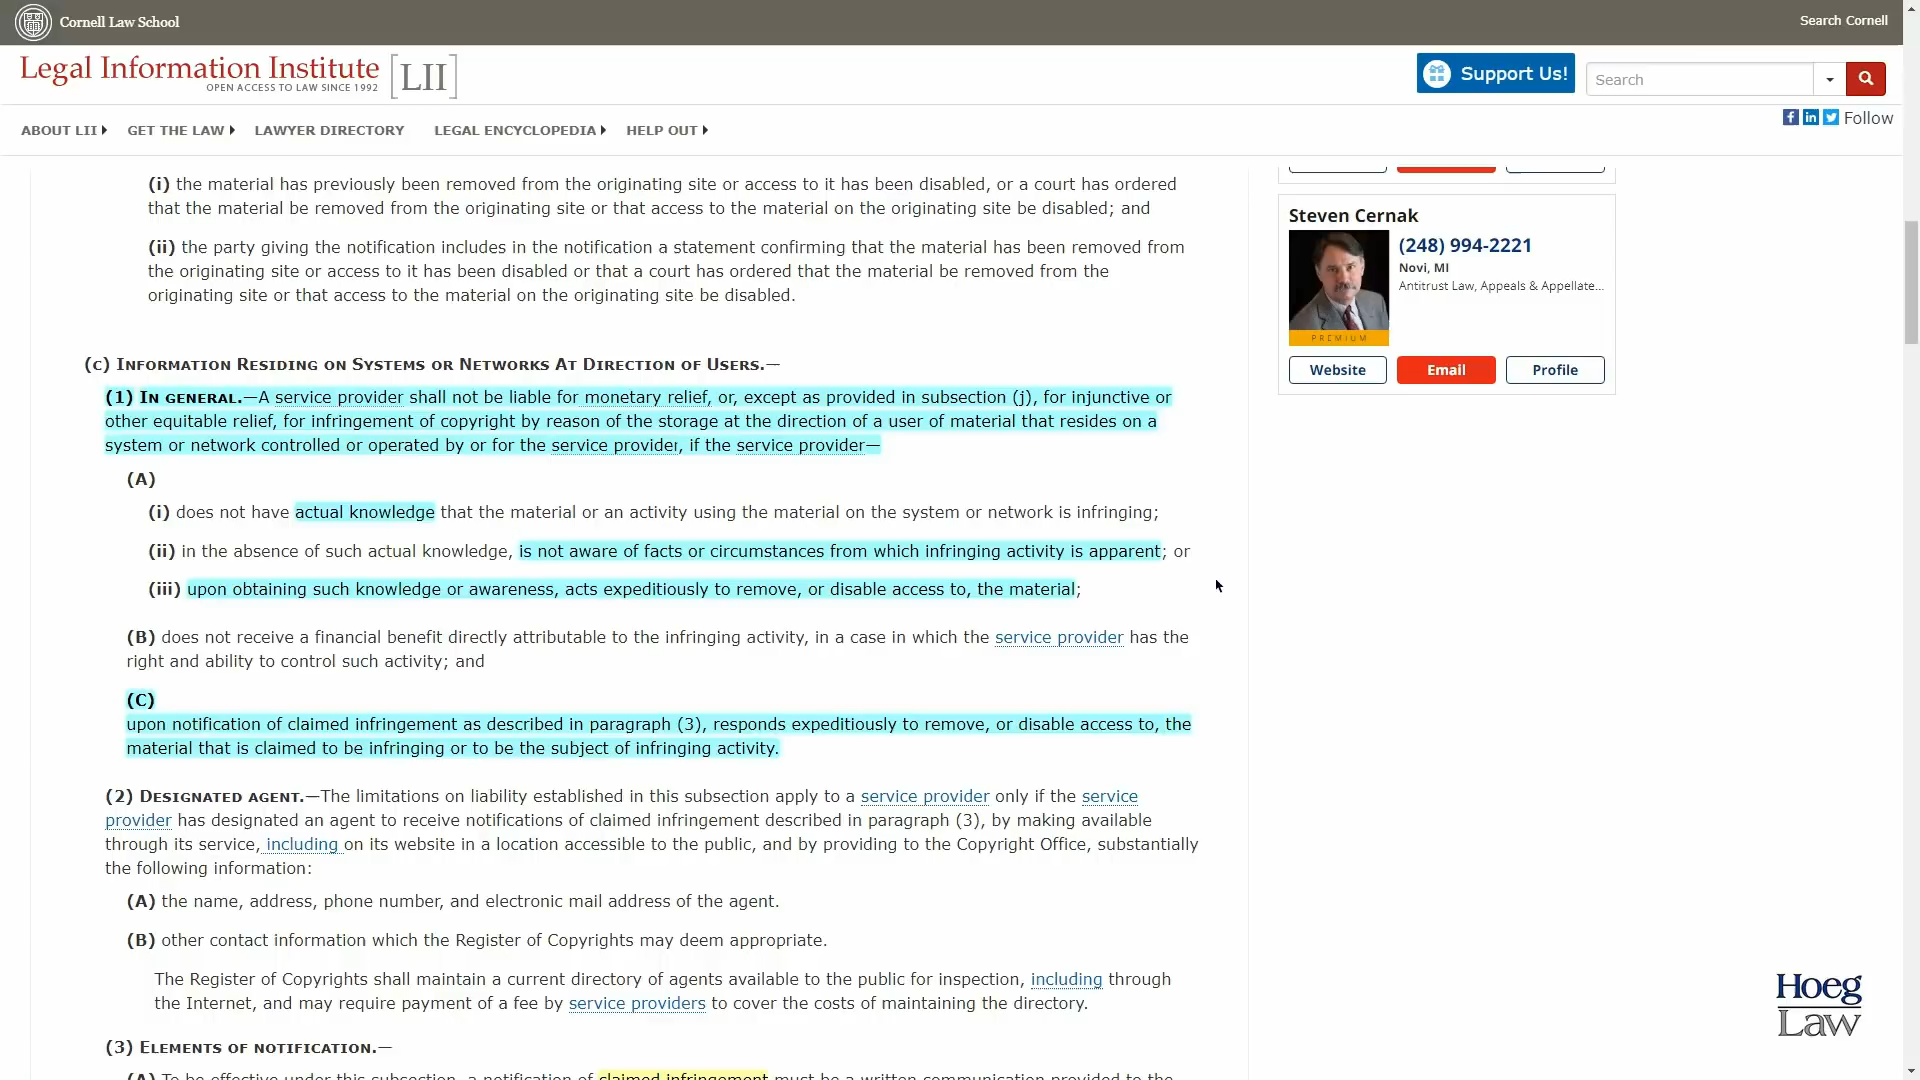 Cornell Law School
Search Cornell
Legal Information Institute
OPEN ACCESS TO LAW SINCE 1992
[LII]
Support Us!
Search
ABOUT LII
GET THE LAW
LAWYER DIRECTORY
LEGAL ENCYCLOPEDIA
HELP OUT
Follow
(i) the material has previously been removed from the originating site or access to it has been disabled, or a court has ordered
that the material be removed from the originating site or that access to the material on the originating site be disabled; and
(ii) the party giving the notification includes in the notification a statement confirming that the material has been removed from
the originating site or access to it has been disabled or that a court has ordered that the material be removed from the
originating site or that access to the material on the originating site be disabled.
(c) Information Residing on Systems or Networks At Direction of Users.—
(1) In general.—A service provider shall not be liable for monetary relief, or, except as provided in subsection (j), for injunctive or
other equitable relief, for infringement of copyright by reason of the storage at the direction of a user of material that resides on a
system or network controlled or operated by or for the service provider, if the service provider—
(A)
(i) does not have actual knowledge that the material or an activity using the material on the system or network is infringing;
(ii) in the absence of such actual knowledge, is not aware of facts or circumstances from which infringing activity is apparent; or
(iii) upon obtaining such knowledge or awareness, acts expeditiously to remove, or disable access to, the material;
(B) does not receive a financial benefit directly attributable to the infringing activity, in a case in which the service provider has the
right and ability to control such activity; and
(C)
upon notification of claimed infringement as described in paragraph (3), responds expeditiously to remove, or disable access to, the
material that is claimed to be infringing or to be the subject of infringing activity.
(2) Designated agent.—The limitations on liability established in this subsection apply to a service provider only if the service
provider has designated an agent to receive notifications of claimed infringement described in paragraph (3), by making available
through its service, including on its website in a location accessible to the public, and by providing to the Copyright Office, substantially
the following information:
(A) the name, address, phone number, and electronic mail address of the agent.
(B) other contact information which the Register of Copyrights may deem appropriate.
The Register of Copyrights shall maintain a current directory of agents available to the public for inspection, including through
the Internet, and may require payment of a fee by service providers to cover the costs of maintaining the directory.
(3) Elements of notification.—
(A) To be effective under this subsection, a notification of claimed infringement must be a written communication provided to the
Steven Cernak
(248) 994-2221
Novi, MI
Antitrust Law, Appeals & Appellate...
PREMIUM
Website
Email
Profile
Hoeg
Law